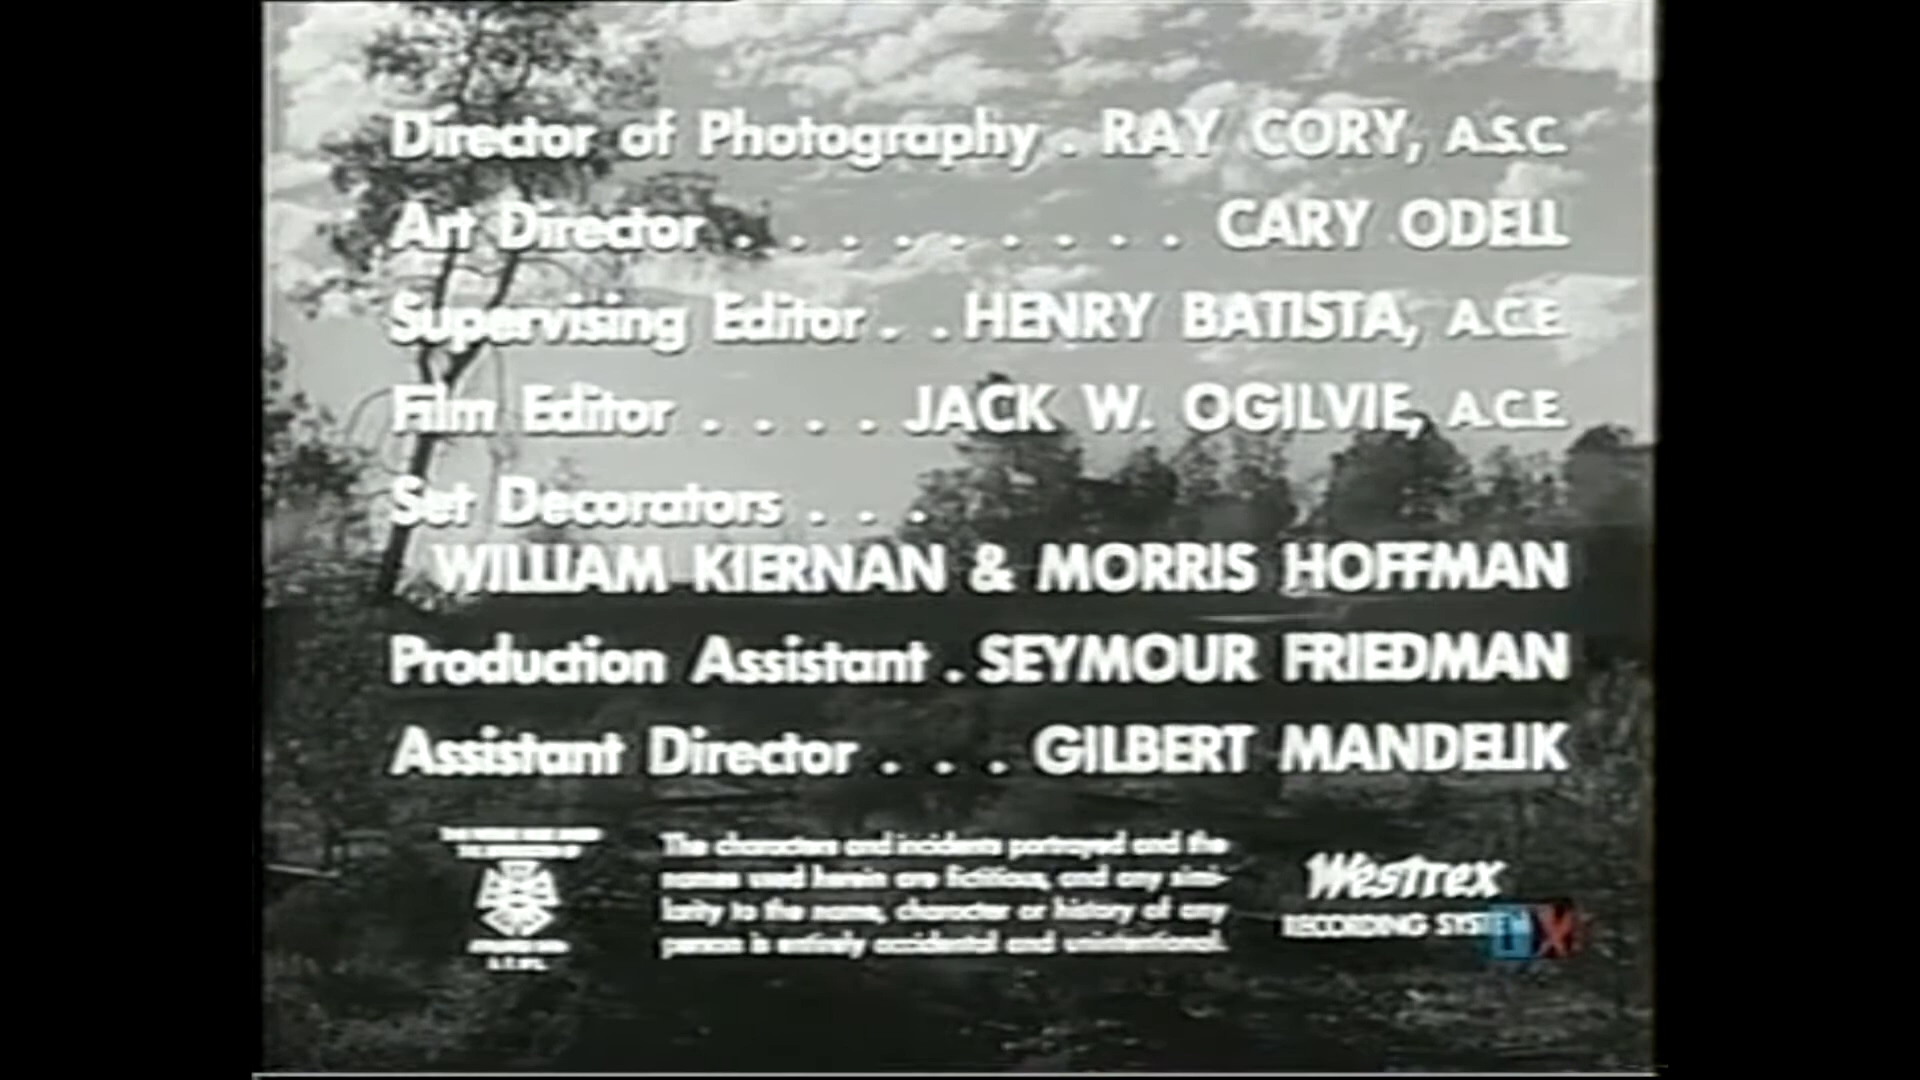 Director of Photography . RAY CORY, A.S.C.
Art Director . . . . . . . . . CARY ODELL
Supervising Editor . . HENRY BATISTA, A.C.E.
Film Editor . . . . JACK W. OGILVIE, A.C.E.
Set Decorators . . .
WILLIAM KIERNAN & MORRIS HOFFMAN
Production Assistant . SEYMOUR FRIEDMAN
Assistant Director . . . GILBERT MANDELIK
The characters and incidents portrayed and the
names used herein are fictitious, and any simi-
larity to the name, character or history of any
person is entirely accidental and unintentional.
Westrex
RECORDING SYSTEM